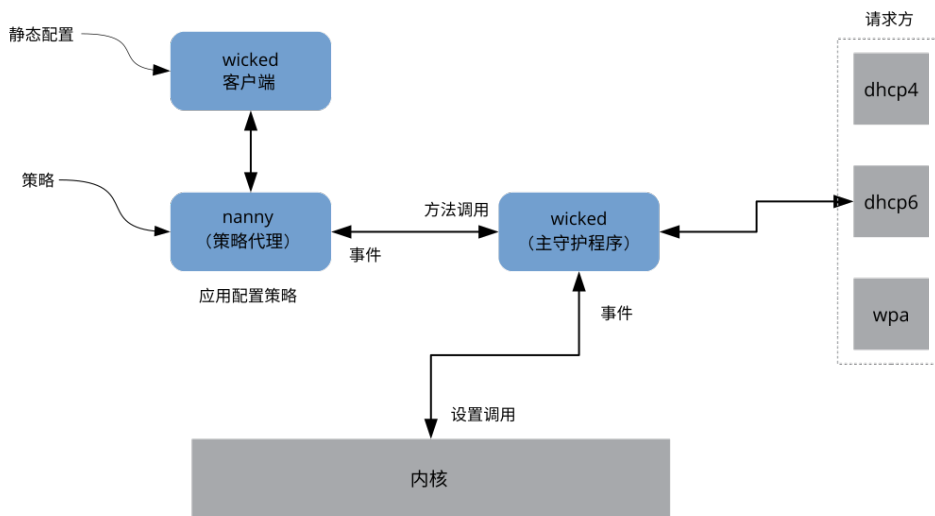 请求方
静态配置
wicked
客户端
dhcp4
策略
nanny
（策略代理）
方法调用
事件
wicked
（主守护程序）
dhcp6
应用配置策略
事件
wpa
设置调用
内核